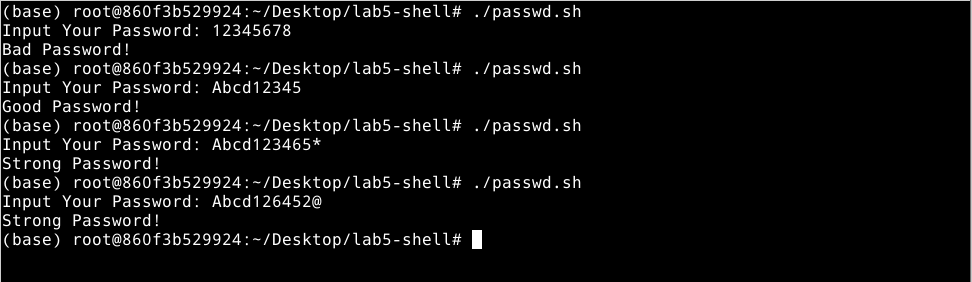 (base) root@860f3b529924:~/Desktop/lab5-shell# ./passwd.sh
Input Your Password: 12345678
Bad Password!
(base) root@860f3b529924:~/Desktop/lab5-shell# ./passwd.sh
Input Your Password: Abcd12345
Good Password!
(base) root@860f3b529924:~/Desktop/lab5-shell# ./passwd.sh
Input Your Password: Abcd123465*
Strong Password!
(base) root@860f3b529924:~/Desktop/lab5-shell# ./passwd.sh
Input Your Password: Abcd126452@
Strong Password!
(base) root@860f3b529924:~/Desktop/lab5-shell#